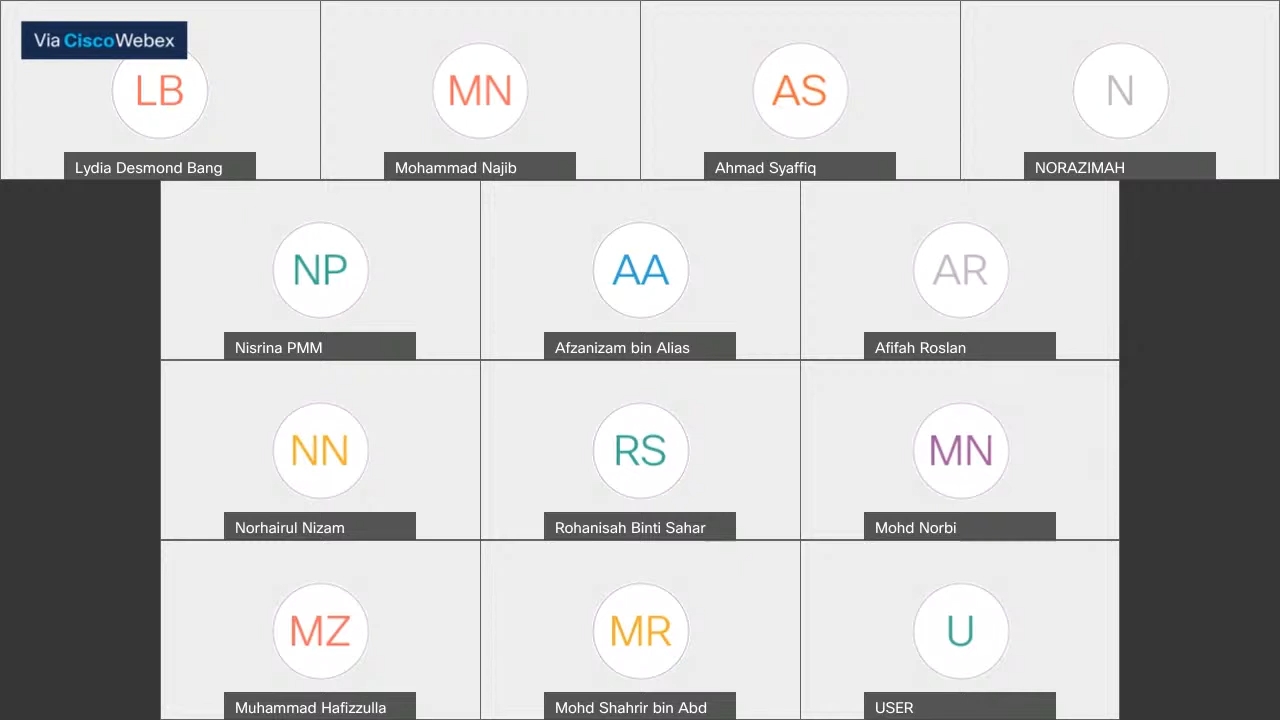 Via CiscoWebex
LB
MN
AS
N
Lydia Desmond Bang
Mohammad Najib
Ahmad Syaffiq
NORAZIMAH
NP
AA
AR
Nisrina PMM
Afzanizam bin Alias
Afifah Roslan
NN
RS
MN
Norhairul Nizam
Rohanisah Binti Sahar
Mohd Norbi
MZ
MR
U
Muhammad Hafizzulla
Mohd Shahrir bin Abd
USER